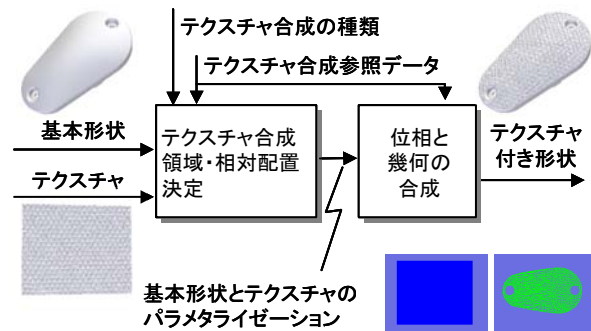 テクスチャ合成の種類
テクスチャ合成参照データ
基本形状
テクスチャ
テクスチャ合成
領域・相対配置
決定
位相と
幾何の
合成
テクスチャ
付き形状
基本形状とテクスチャの
パラメタライゼーション